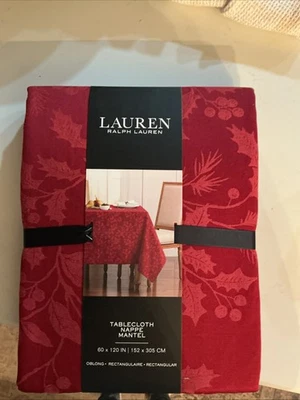 LAUREN
RALPH LAUREN
TABLECLOTH
NAPPE
MANTEL
60 x 120 IN | 152 x 305 CM
OBLONG • RECTANGULAIRE • RECTANGULAR